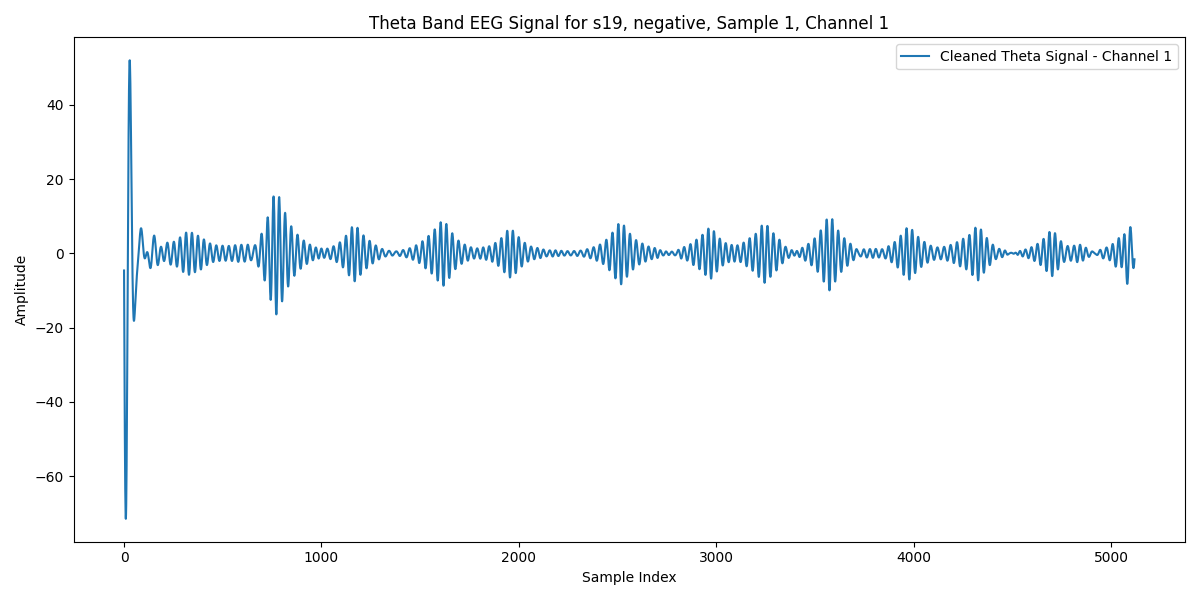 Theta Band EEG Signal for s19, negative, Sample 1, Channel 1
Cleaned Theta Signal - Channel 1
40
20
0
−20
−40
−60
Amplitude
0 1000 2000 3000 4000 5000
Sample Index